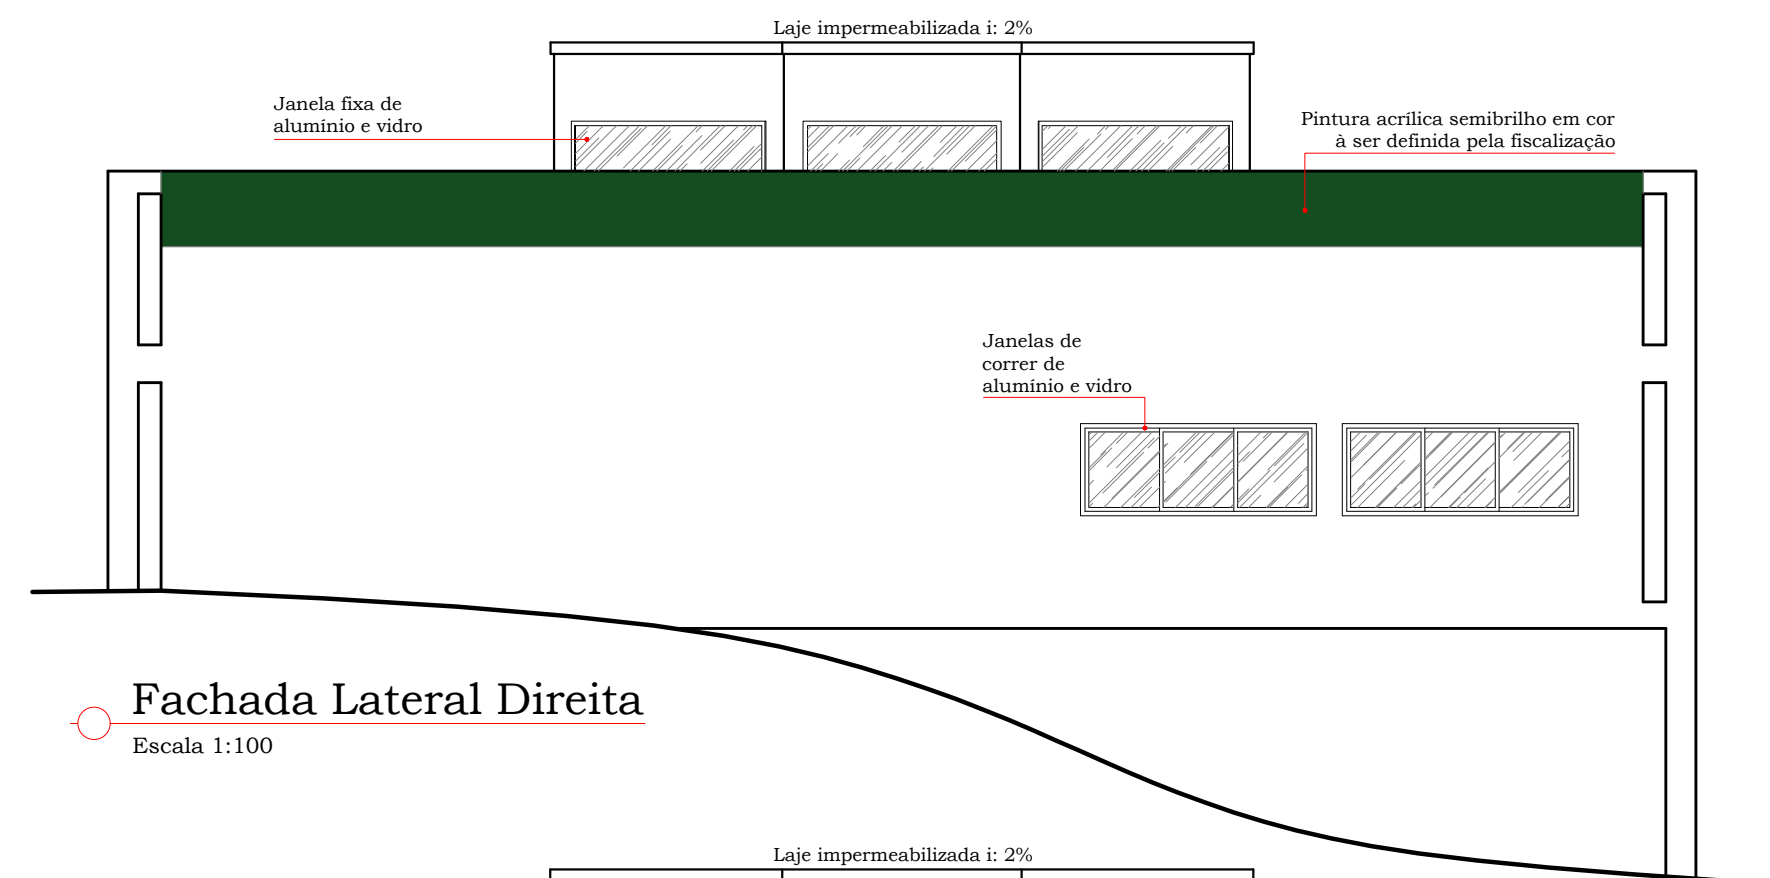 Laje impermeabilizada i: 2%
Janela fixa de
alumínio e vidro
Pintura acrílica semibrilho em cor
à ser definida pela fiscalização
Janelas de
correr de
alumínio e vidro
Fachada Lateral Direita
Escala 1:100
Laje impermeabilizada i: 2%